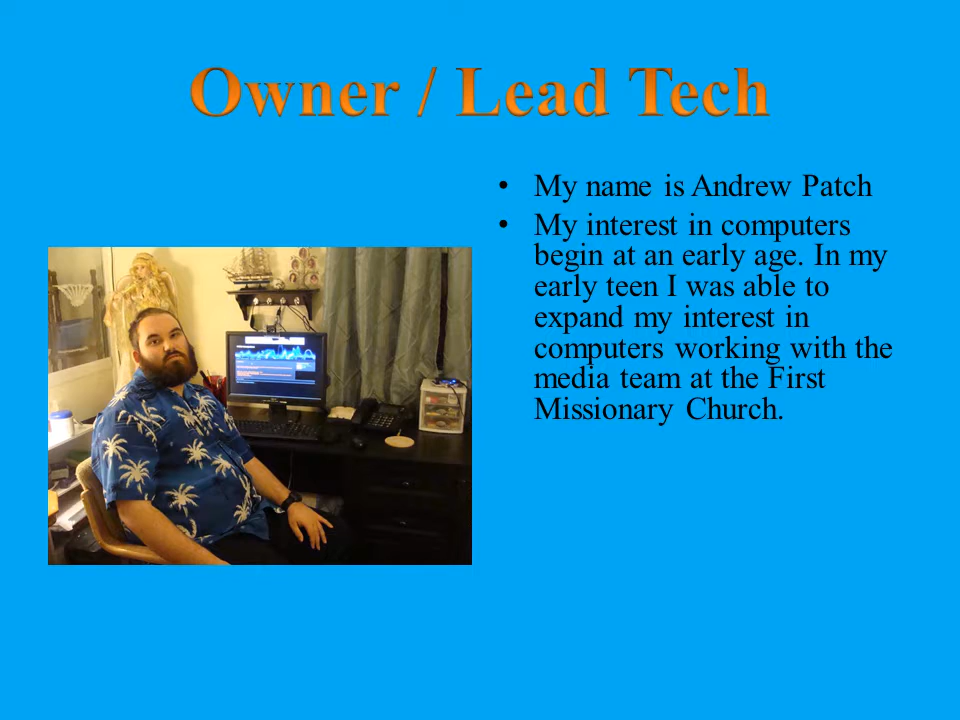 Owner / Lead Tech
• My name is Andrew Patch
• My interest in computers
begin at an early age. In my
early teen I was able to
expand my interest in
computers working with the
media team at the First
Missionary Church.